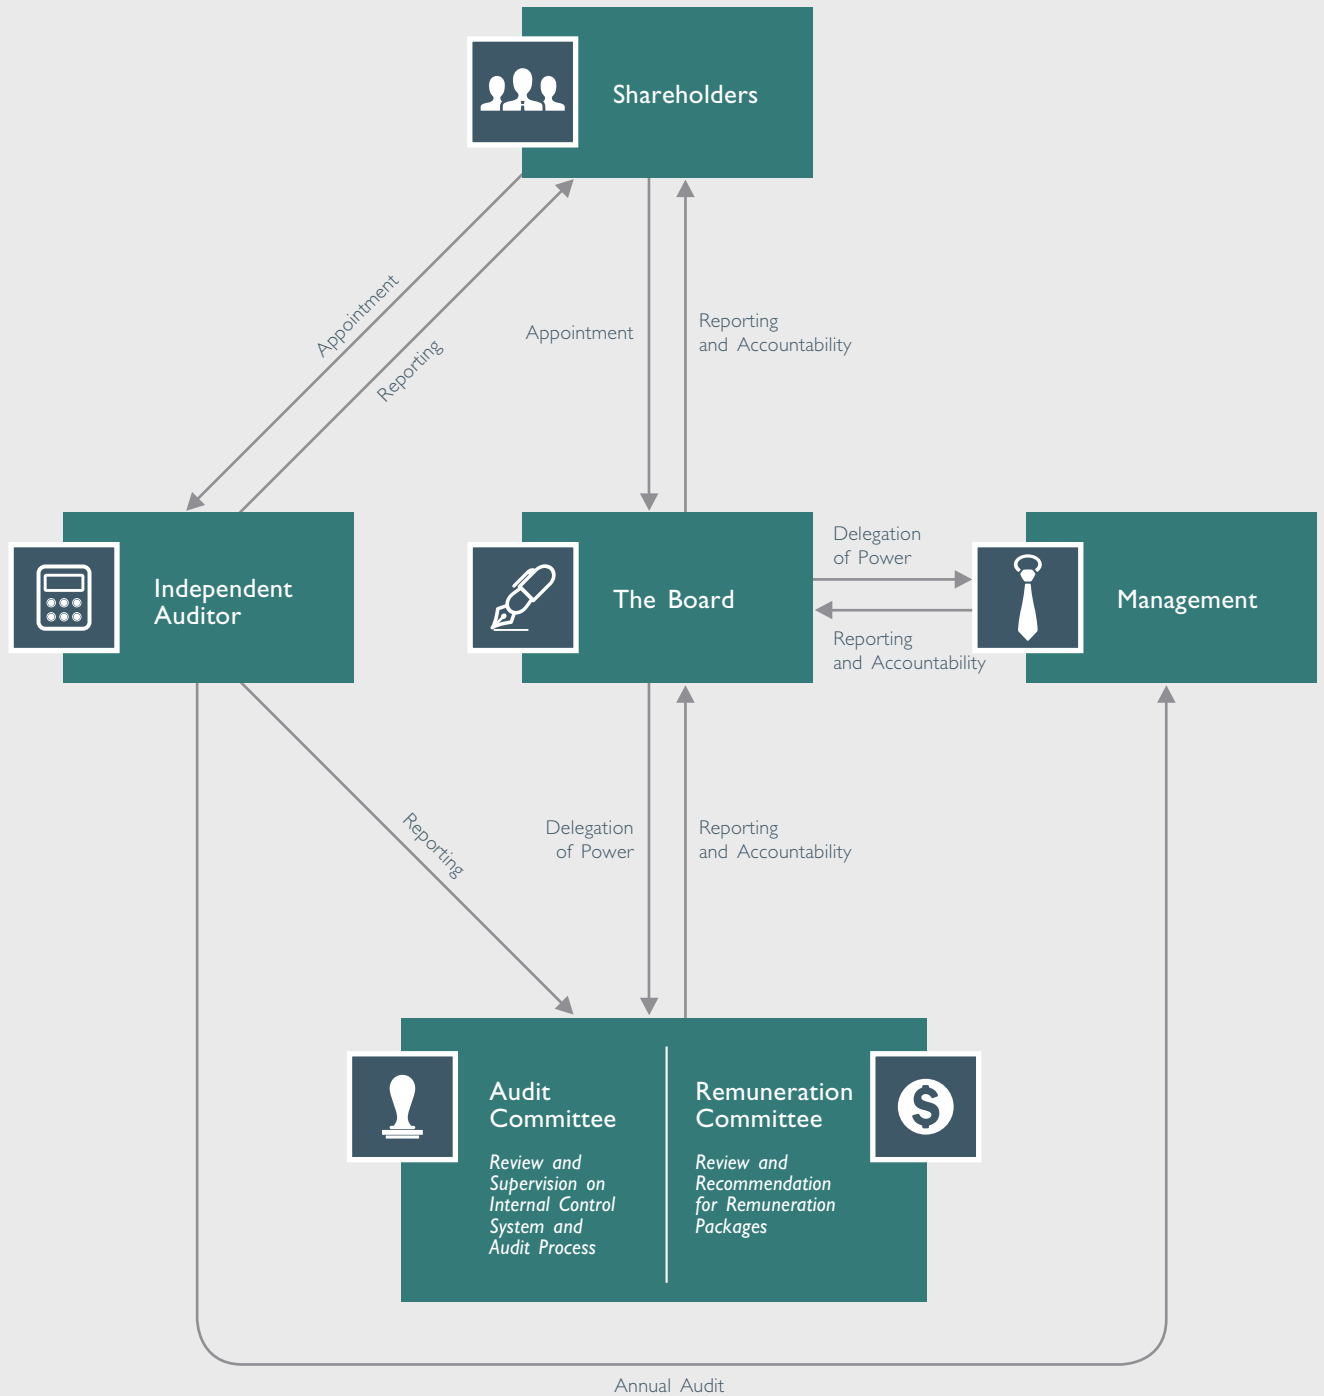 Shareholders
Appointment
Reporting
Appointment
Reporting
and Accountability
Independent
Auditor
The Board
Delegation
of Power
Reporting
and Accountability
Management
Reporting
Delegation
of Power
Reporting
and Accountability
Audit
Committee
Review and
Supervision on
Internal Control
System and
Audit Process
Remuneration
Committee
Review and
Recommendation
for Remuneration
Packages
Annual Audit